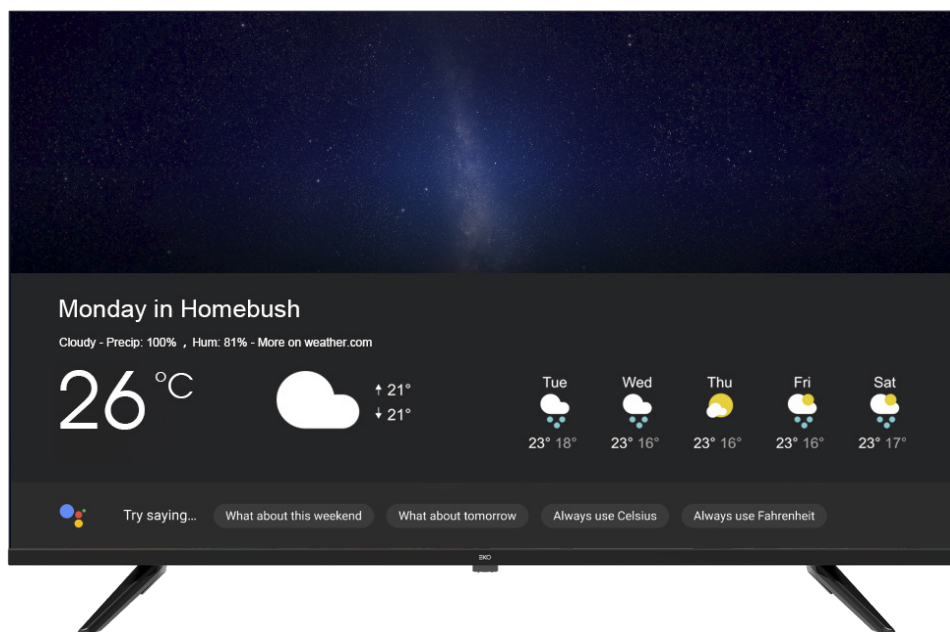 Monday in Homebush
Cloudy - Precip: 100% , Hum: 81% - More on weather.com
26 °C
↑ 21°
↓ 21°
Tue Wed Thu Fri Sat
23° 18° 23° 16° 23° 16° 23° 16° 23° 17°
Try saying... What about this weekend What about tomorrow Always use Celsius Always use Fahrenheit
EKO